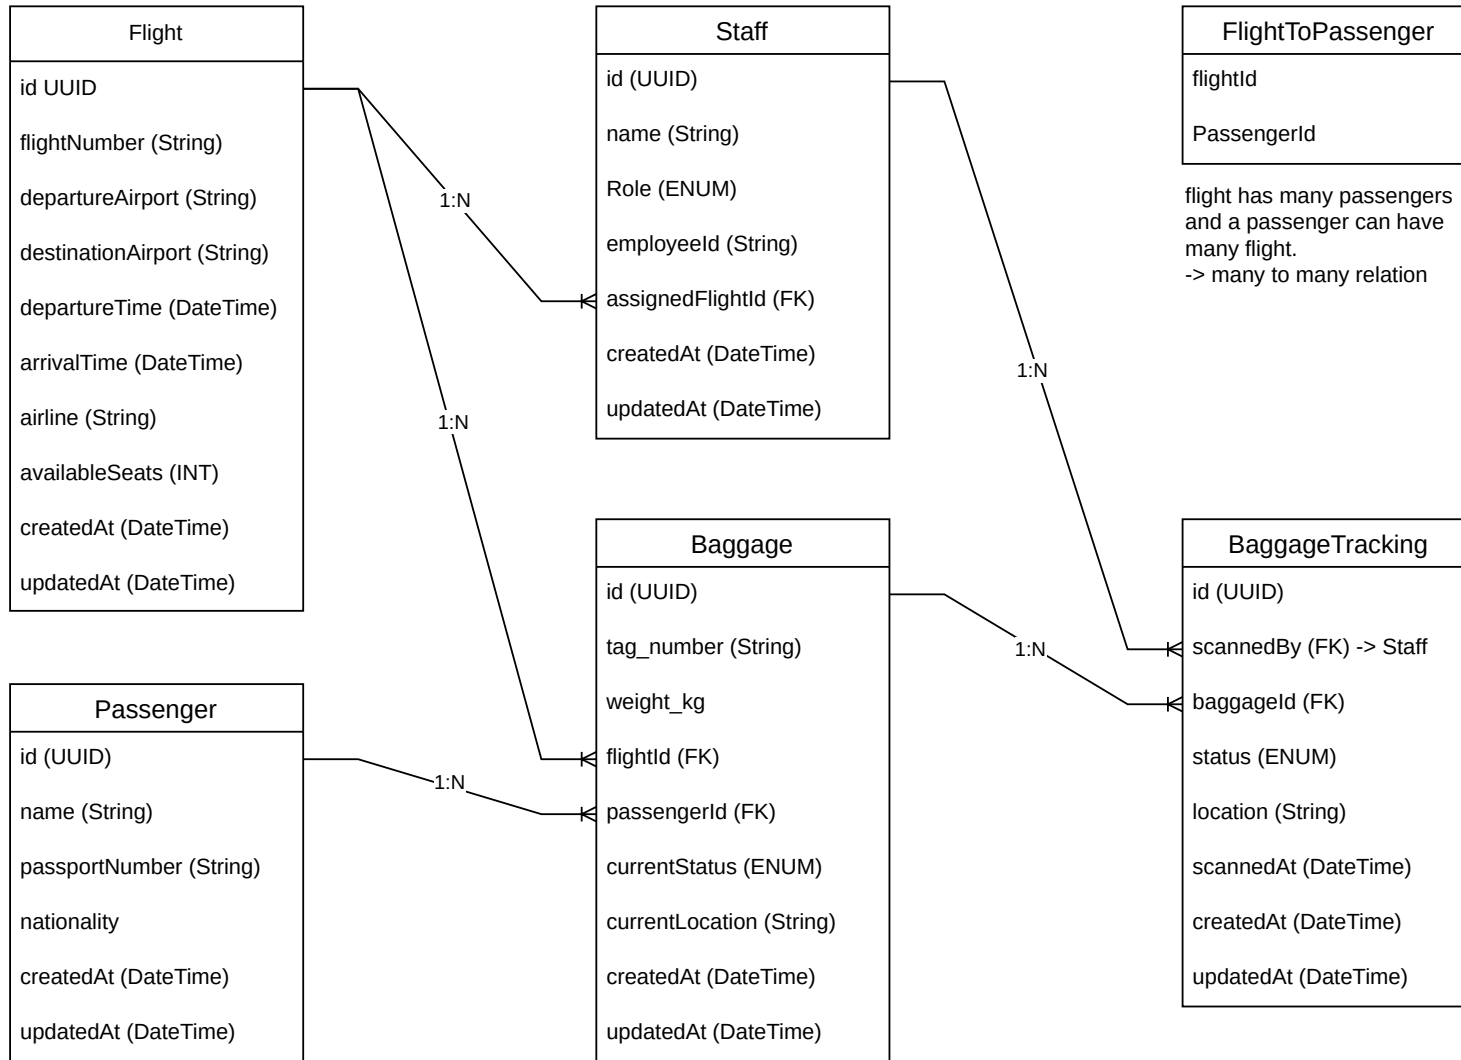 Flight
id UUID
flightNumber (String)
departureAirport (String)
destinationAirport (String)
departureTime (DateTime)
arrivalTime (DateTime)
airline (String)
availableSeats (INT)
createdAt (DateTime)
updatedAt (DateTime)
Passenger
id (UUID)
name (String)
passportNumber (String)
nationality
createdAt (DateTime)
updatedAt (DateTime)
1:N
1:N
1:N
Staff
id (UUID)
name (String)
Role (ENUM)
employeeId (String)
assignedFlightId (FK)
createdAt (DateTime)
updatedAt (DateTime)
Baggage
id (UUID)
tag_number (String)
weight_kg
flightId (FK)
passengerId (FK)
currentStatus (ENUM)
currentLocation (String)
createdAt (DateTime)
updatedAt (DateTime)
1:N
1:N
FlightToPassenger
flightId
PassengerId
flight has many passengers
and a passenger can have
many flight.
-> many to many relation
BaggageTracking
id (UUID)
scannedBy (FK) -> Staff
baggageId (FK)
status (ENUM)
location (String)
scannedAt (DateTime)
createdAt (DateTime)
updatedAt (DateTime)